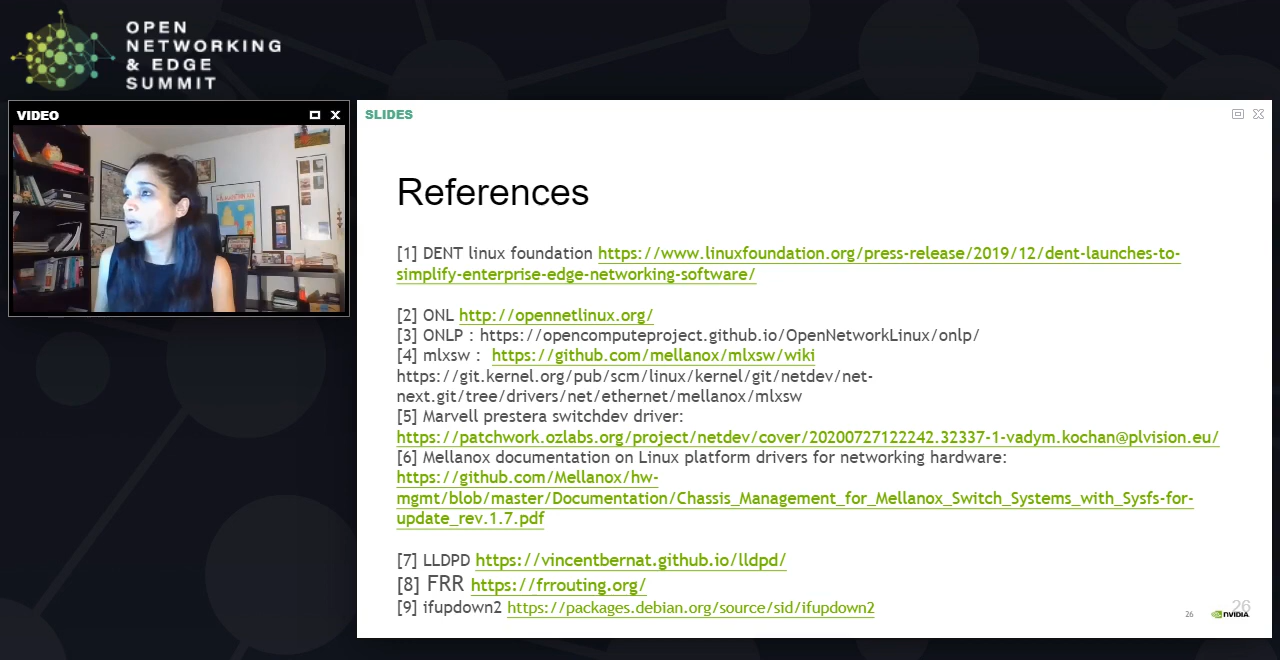 OPEN
NETWORKING
& EDGE
SUMMIT
VIDEO
SLIDES
References
[1] DENT linux foundation https://www.linuxfoundation.org/press-release/2019/12/dent-launches-to-
simplify-enterprise-edge-networking-software/
[2] ONL http://opennetlinux.org/
[3] ONLP : https://opencomputeproject.github.io/OpenNetworkLinux/onlp/
[4] mlxsw : https://github.com/mellanox/mlxsw/wiki
https://git.kernel.org/pub/scm/linux/kernel/git/netdev/net-
next.git/tree/drivers/net/ethernet/mellanox/mlxsw
[5] Marvell prestera switchdev driver:
https://patchwork.ozlabs.org/project/netdev/cover/20200727122242.32337-1-vadym.kochan@plvision.eu/
[6] Mellanox documentation on Linux platform drivers for networking hardware:
https://github.com/Mellanox/hw-
mgmt/blob/master/Documentation/Chassis_Management_for_Mellanox_Switch_Systems_with_Sysfs-for-
update_rev.1.7.pdf
[7] LLDPD https://vincentbernat.github.io/lldpd/
[8] FRR https://frrouting.org/
[9] ifupdown2 https://packages.debian.org/source/sid/ifupdown2
26
26
NVIDIA